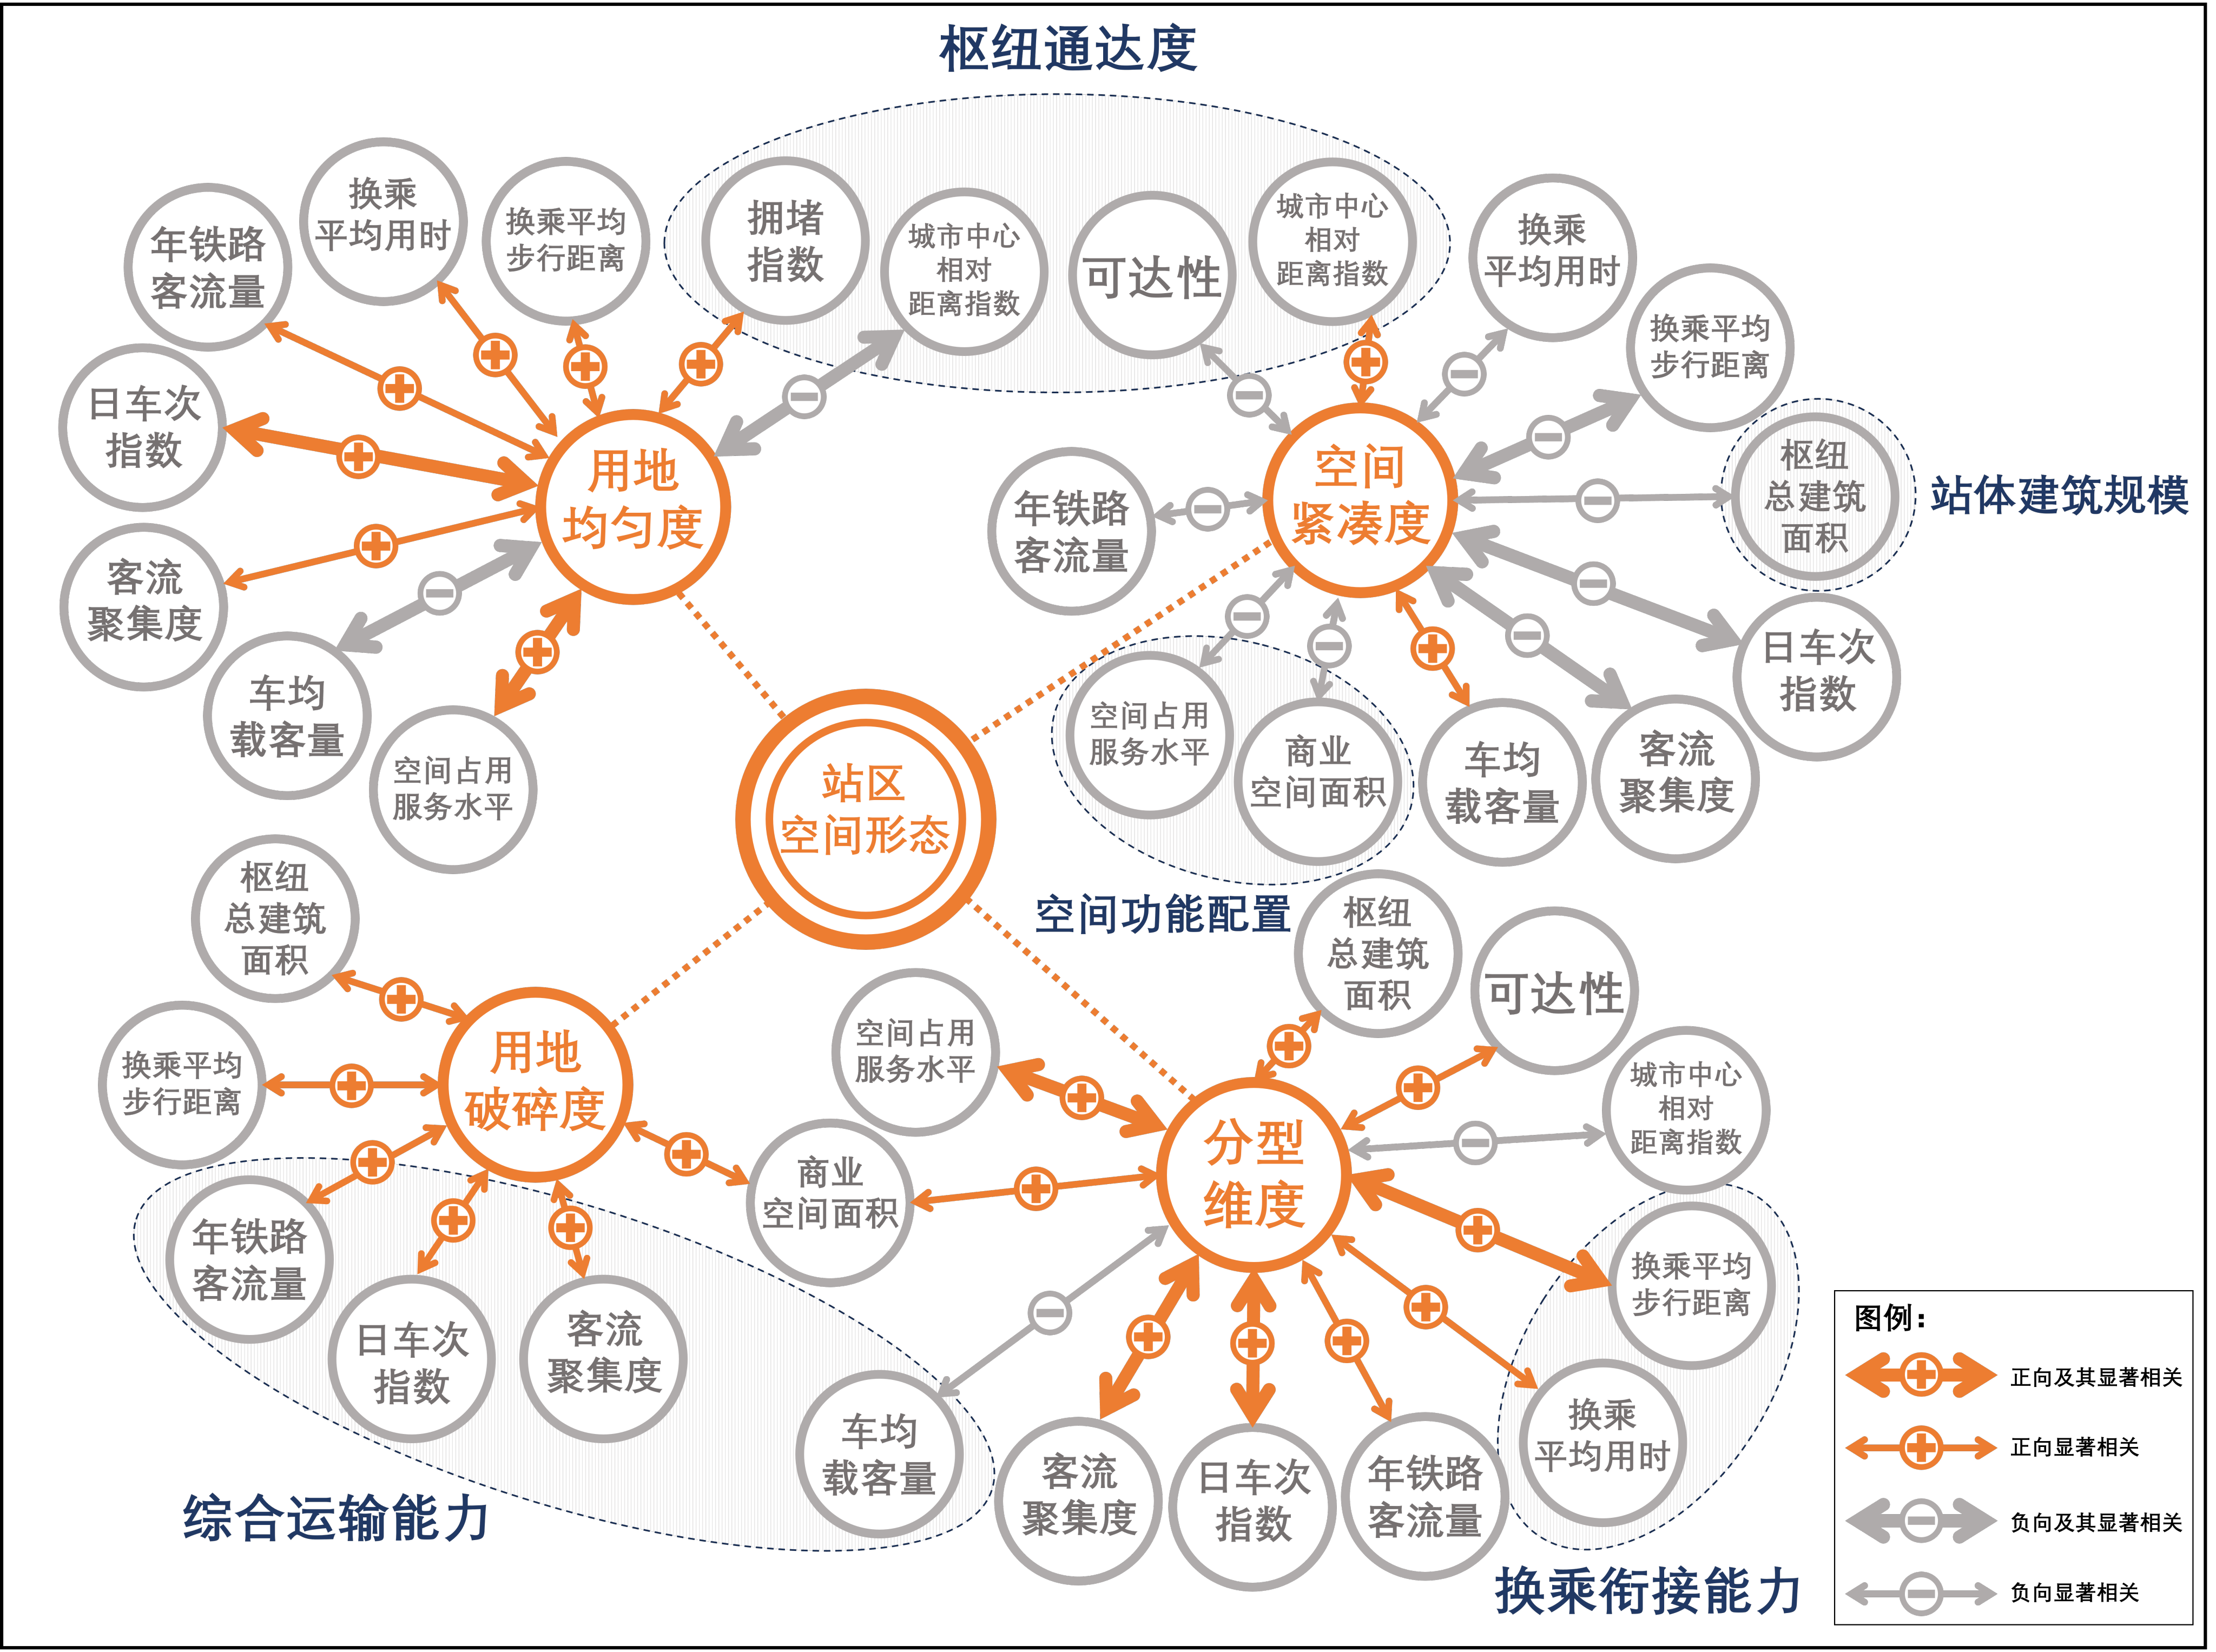 枢纽通达度
年铁路
客流量
换乘
平均用时
换乘平均
步行距离
拥堵
指数
城市中心
相对
距离指数
可达性
城市中心
相对
距离指数
换乘
平均用时
换乘平均
步行距离
日车次
指数
客流
聚集度
车均
载客量
空间占用
服务水平
用地
均匀度
空间
紧凑度
年铁路
客流量
枢纽
总建筑
面积
站体建筑规模
日车次
指数
客流
聚集度
车均
载客量
商业
空间面积
空间占用
服务水平
空间功能配置
站区
空间形态
枢纽
总建筑
面积
换乘平均
步行距离
用地
破碎度
年铁路
客流量
日车次
指数
客流
聚集度
车均
载客量
综合运输能力
商业
空间面积
空间占用
服务水平
分型
维度
枢纽
总建筑
面积
可达性
城市中心
相对
距离指数
换乘平均
步行距离
换乘
平均用时
换乘衔接能力
年铁路
客流量
日车次
指数
客流
聚集度
图例：
正向及其显著相关
正向显著相关
负向及其显著相关
负向显著相关